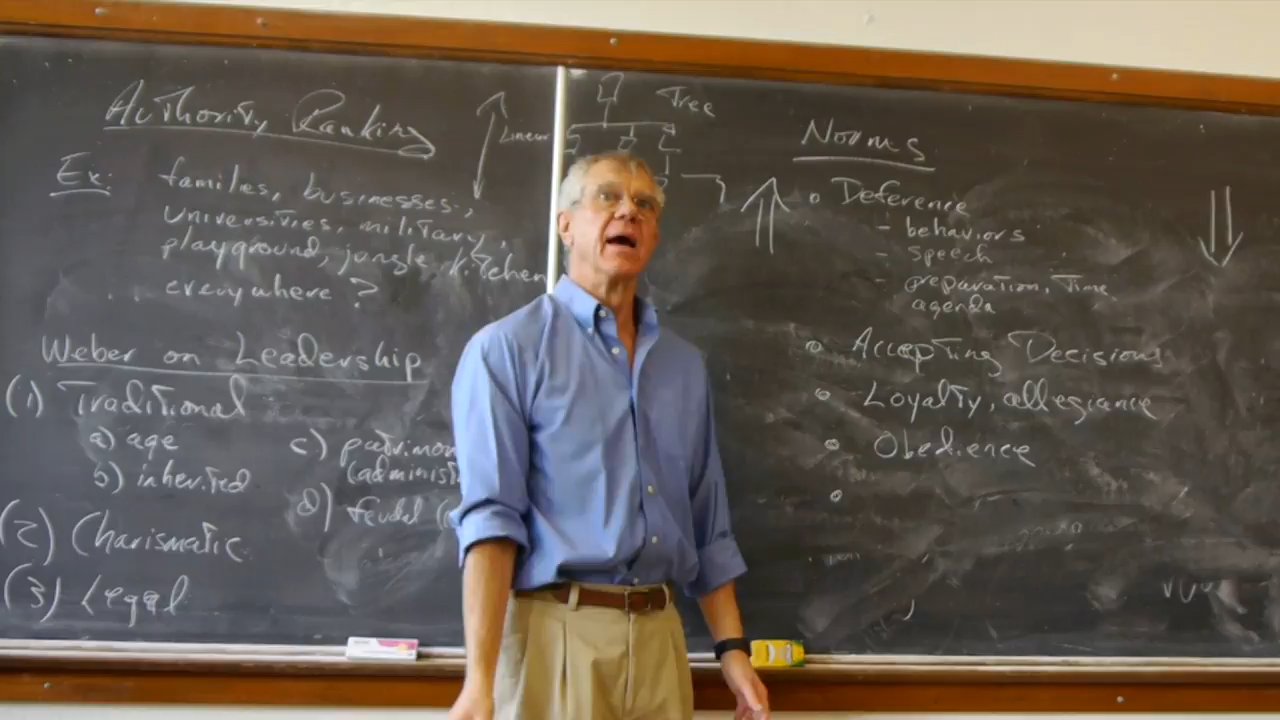 Authority Ranking
Linear
Ex: families, businesses,
universities, military,
playground, jungle, kitchen
everywhere?
Weber on Leadership
(1) Traditional
a) age
b) inherited
c) patrimon
(administ
d) feudal (
(2) Charismatic
(3) Legal
Tree
Norms
Deference
- behaviors
- speech
- preparation, Time
agenda
Accepting Decisions
Loyalty, allegiance
Obedience